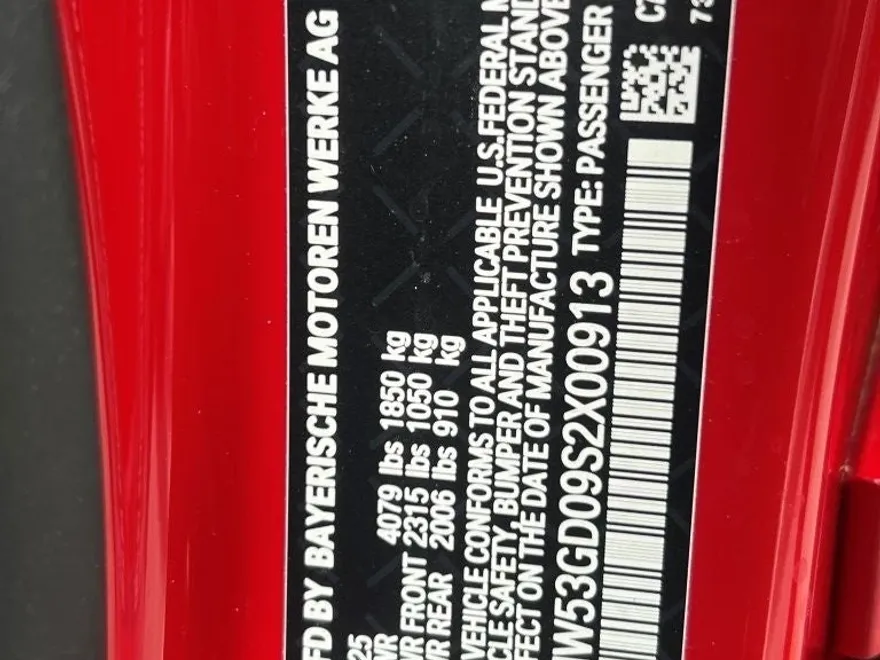 FD BY BAYERISCHE MOTOREN WERKE AG
25
WR 4079 lbs 1850 kg
WR FRONT 2315 lbs 1050 kg
WR REAR 2006 lbs 910 kg
VEHICLE CONFORMS TO ALL APPLICABLE U.S.FEDERAL M
CLE SAFETY, BUMPER AND THEFT PREVENTION STAND
FECT ON THE DATE OF MANUFACTURE SHOWN ABOVE
W53GD09S2X00913 TYPE: PASSENGER
73